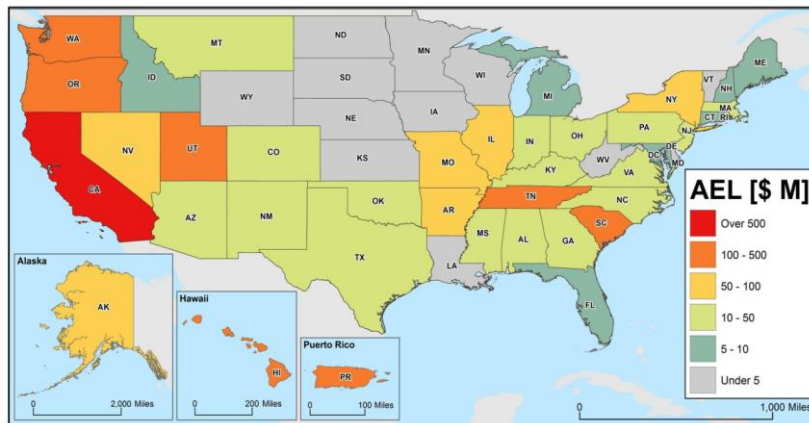 WA
MT
ND
MN
OR
ID
SD
WI
MI
VT
NH
ME
WY
NE
IA
NY
MA
CT RI
NV
UT
CO
KS
MO
IL
IN
OH
PA
NJ
DE
DC
MD
WV
VA
KY
CA
AZ
NM
OK
AR
TN
NC
SC
TX
LA
MS
AL
GA
FL
AEL [$ M]
Over 500
100 - 500
50 - 100
10 - 50
5 - 10
Under 5
Alaska
AK
0 2,000 Miles
Hawaii
HI
0 200 Miles
Puerto Rico
PR
0 100 Miles
0 1,000 Miles